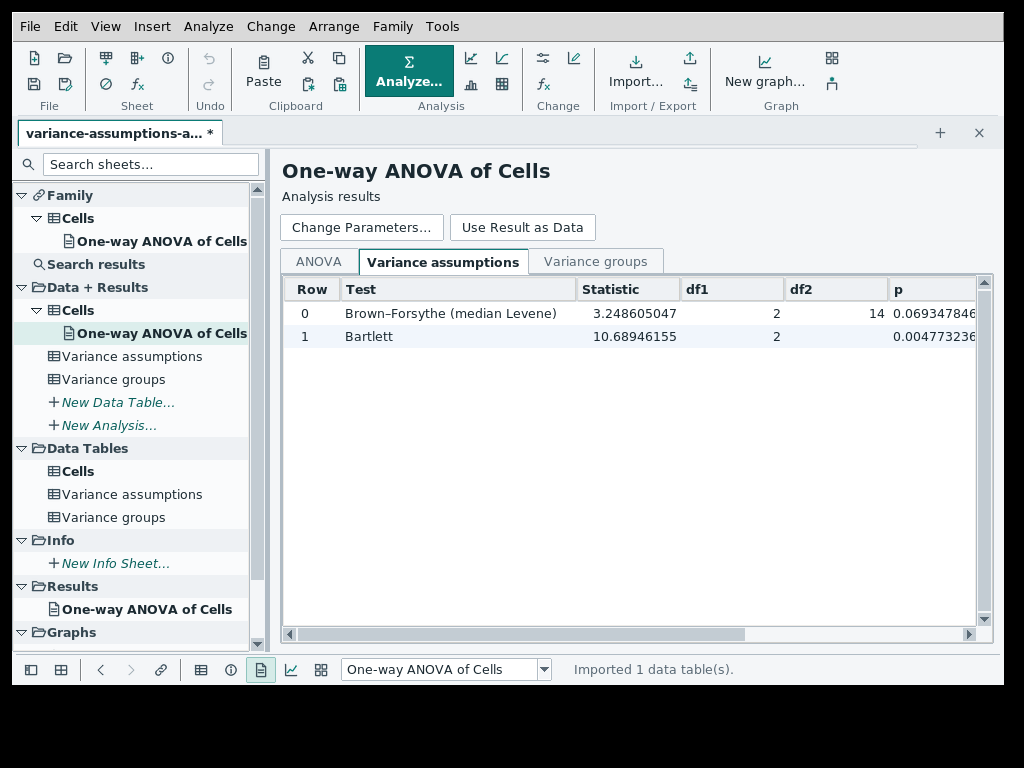 File Edit View Insert Analyze Change Arrange Family Tools
Paste
Σ
Analyze...
Import...
New graph...
File Sheet Undo Clipboard Analysis Change Import / Export Graph
variance-assumptions-a... *
Search sheets...
Family
Cells
One-way ANOVA of Cells
Search results
Data + Results
Cells
One-way ANOVA of Cells
Variance assumptions
Variance groups
New Data Table...
New Analysis...
Data Tables
Cells
Variance assumptions
Variance groups
Info
New Info Sheet...
Results
One-way ANOVA of Cells
Graphs
One-way ANOVA of Cells
Analysis results
Change Parameters... Use Result as Data
ANOVA Variance assumptions Variance groups
Row Test Statistic df1 df2 p
0 Brown–Forsythe (median Levene) 3.248605047 2 14 0.069347846
1 Bartlett 10.68946155 2 0.004773236
One-way ANOVA of Cells Imported 1 data table(s).